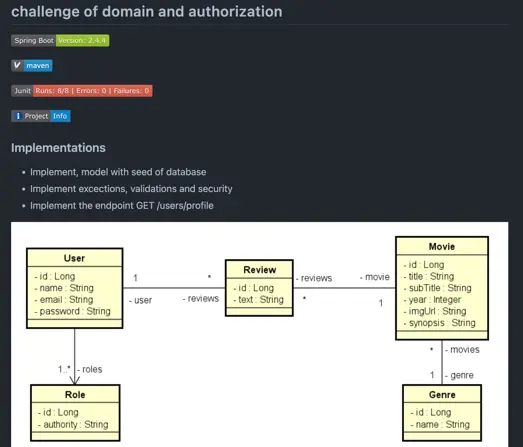 challenge of domain and authorization
Spring Boot Version: 2.4.4
maven
Junit Runs: 8/8 | Errors: 0 | Failures: 0
Project Info
Implementations
Implement, model with seed of database
Implement excections, validations and security
Implement the endpoint GET /users/profile
User
- id : Long
- name : String
- email : String
- password : String
1
*
- user
- reviews
Review
- id : Long
- text : String
- reviews
- movie
*
1
Movie
- id : Long
- title : String
- subTitle : String
- year : Integer
- imgUrl : String
- synopsis : String
1..* - roles
* - movies
1 - genre
Role
- id : Long
- authority : String
Genre
- id : Long
- name : String